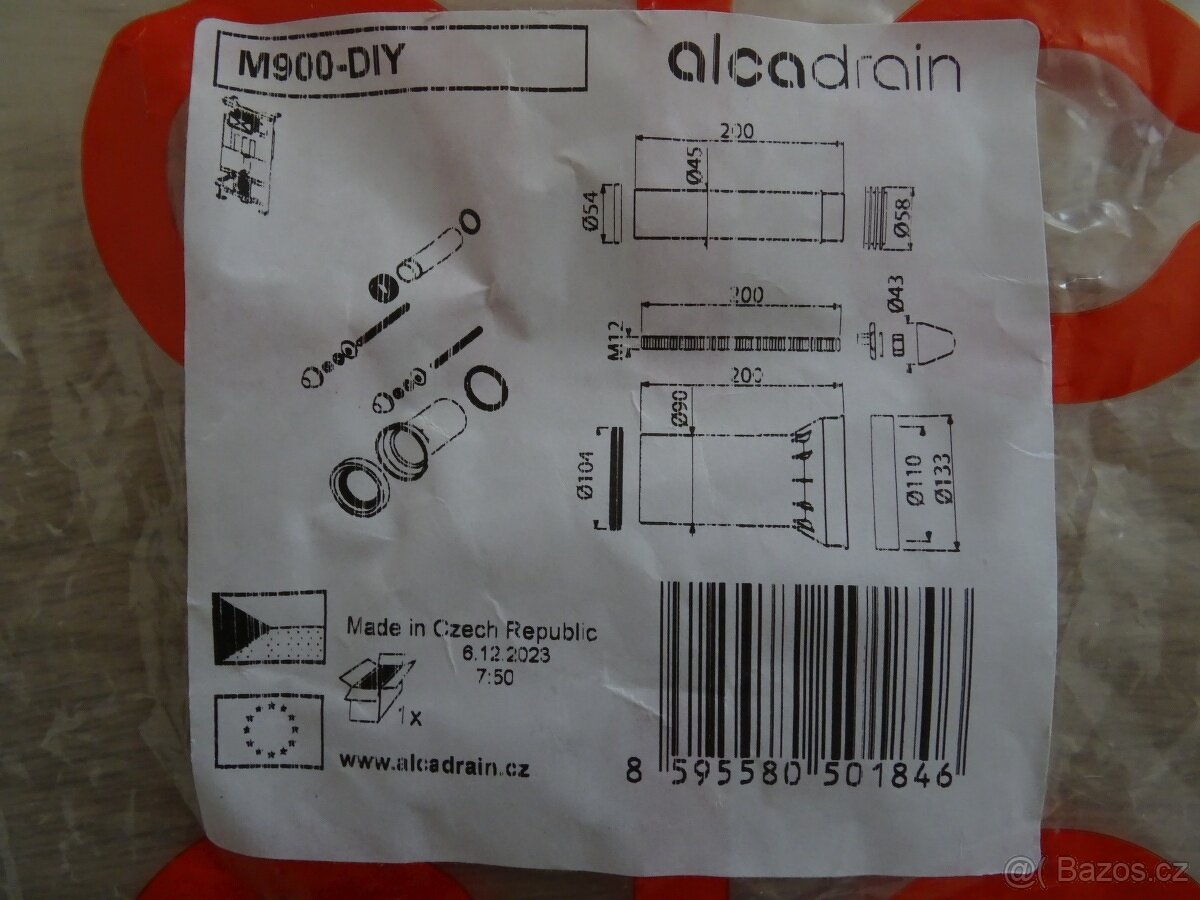 M900-DIY
alcadrain
200
Ø45
Ø54
Ø58
200
M12
Ø43
200
Ø90
Ø104
Ø110
Ø133
Made in Czech Republic
6.12.2023
7:50
1x
www.alcadrain.cz
8 595580 501846
@( Bazoš.cz